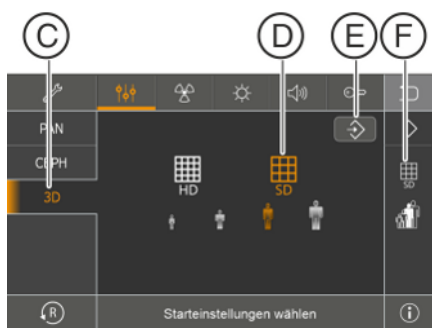 C D E F
PAN
CEPH
3D
HD SD
SD
R
Starteinstellungen wählen
i